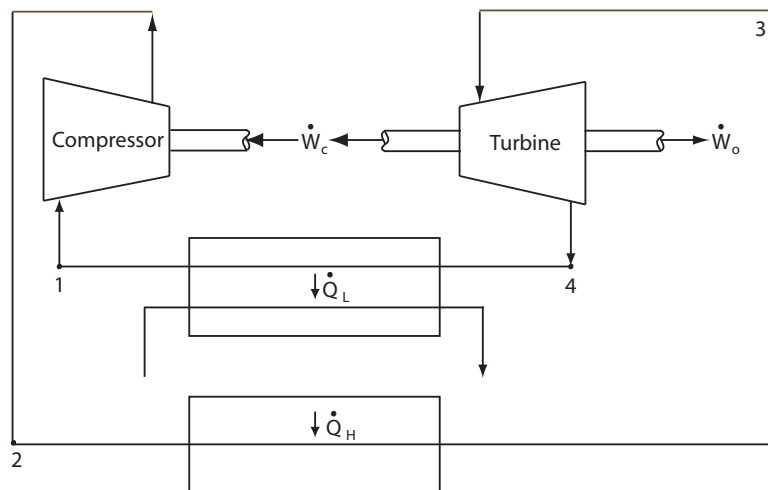 3
Compressor
Ẇc
Turbine
Ẇo
1
Q̇L
4
Q̇H
2